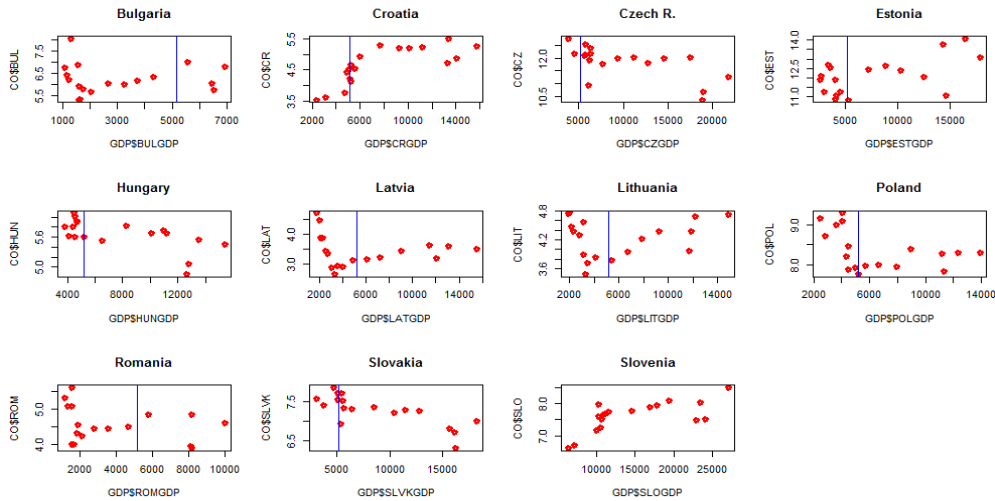 Bulgaria
CO$BUL
5.5 6.5 7.5
1000 3000 5000 7000
GDP$BULGDP
Croatia
CO$CR
3.5 4.5 5.5
2000 6000 10000 14000
GDP$CRGDP
Czech R.
CO$CZ
10.5 12.0
5000 10000 15000 20000
GDP$CZGDP
Estonia
CO$EST
11.0 12.5 14.0
5000 10000 15000
GDP$ESTGDP
Hungary
CO$HUN
5.0 5.6
4000 6000 8000 12000
GDP$HUNGDP
Latvia
CO$LAT
3.0 4.0
2000 6000 10000 14000
GDP$LATGDP
Lithuania
CO$LIT
3.6 4.2 4.8
2000 6000 10000 14000
GDP$LITGDP
Poland
CO$POL
8.0 9.0
2000 6000 10000 14000
GDP$POLGDP
Romania
CO$ROM
4.0 5.0
2000 4000 6000 8000 10000
GDP$ROMGDP
Slovakia
CO$SLVK
6.5 7.5
5000 10000 15000
GDP$SLVKGDP
Slovenia
CO$SLO
7.0 8.0
10000 15000 20000 25000
GDP$SLOGDP